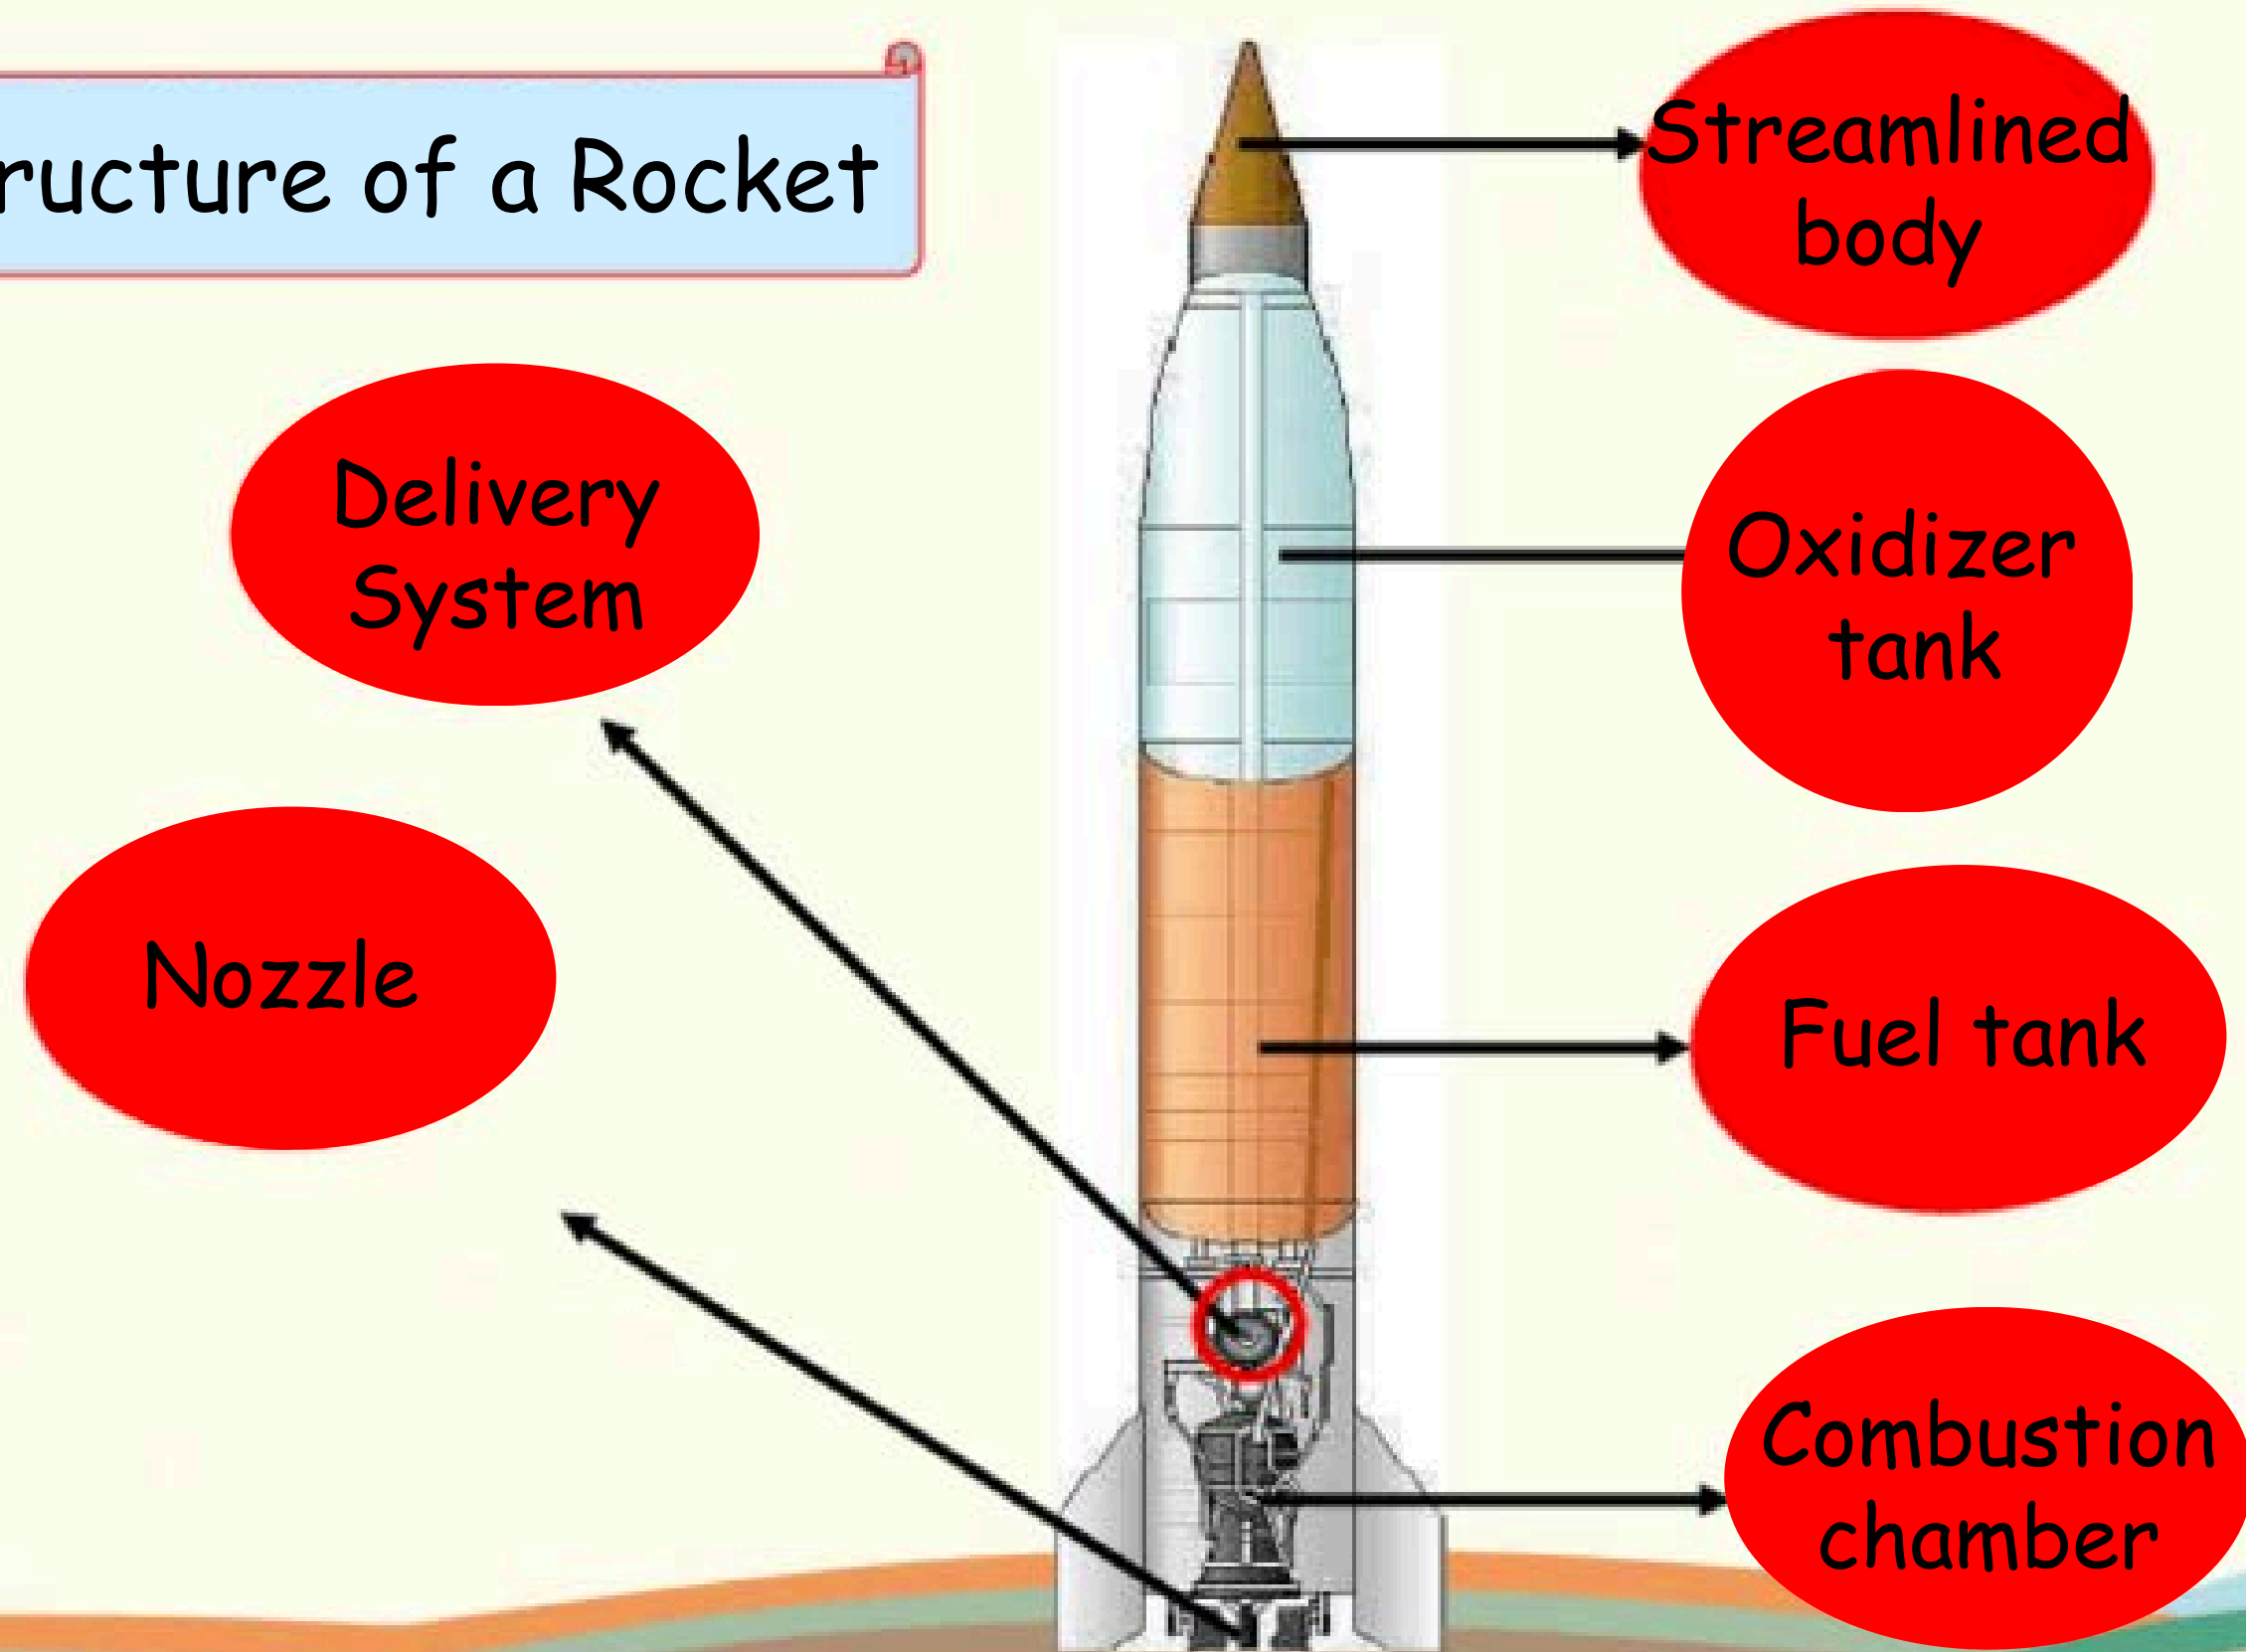 ructure of a Rocket
Streamlined
body
Delivery
System
Oxidizer
tank
Nozzle
Fuel tank
Combustion
chamber